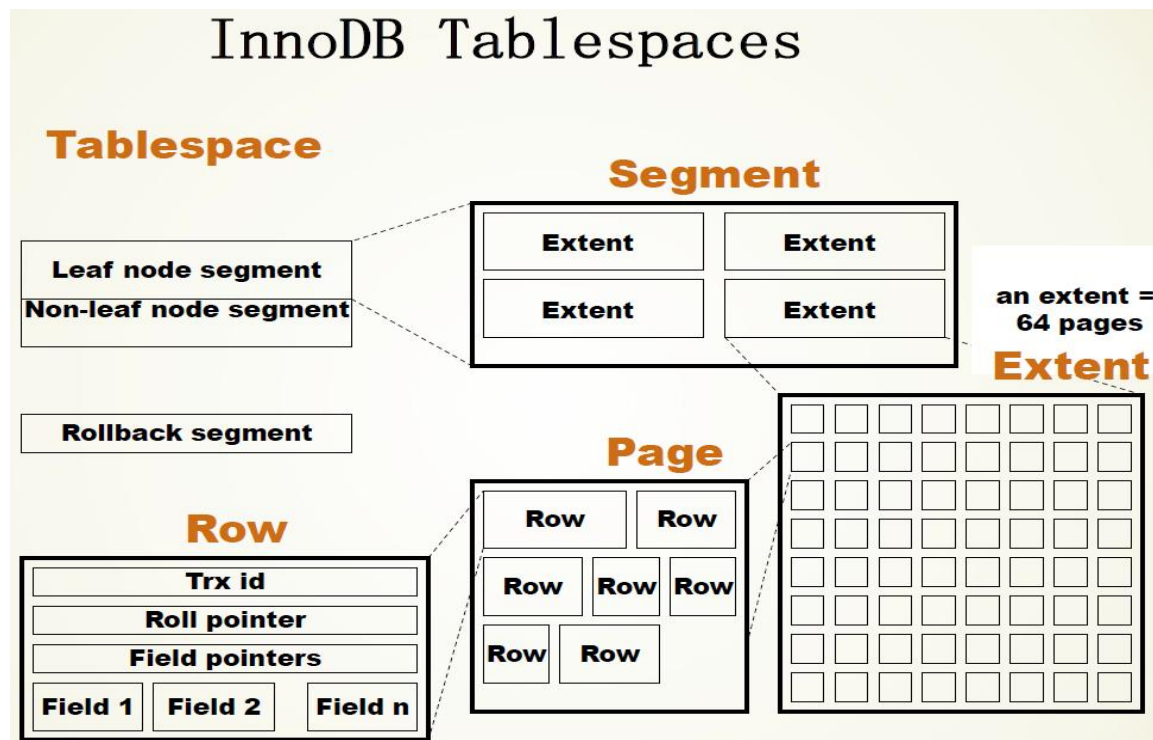 InnoDB Tablespaces
Tablespace
Leaf node segment
Non-leaf node segment
Rollback segment
Segment
Extent Extent
Extent Extent
an extent =
64 pages
Extent
Page
Row Row
Row Row Row
Row Row
Row
Trx id
Roll pointer
Field pointers
Field 1 Field 2 Field n